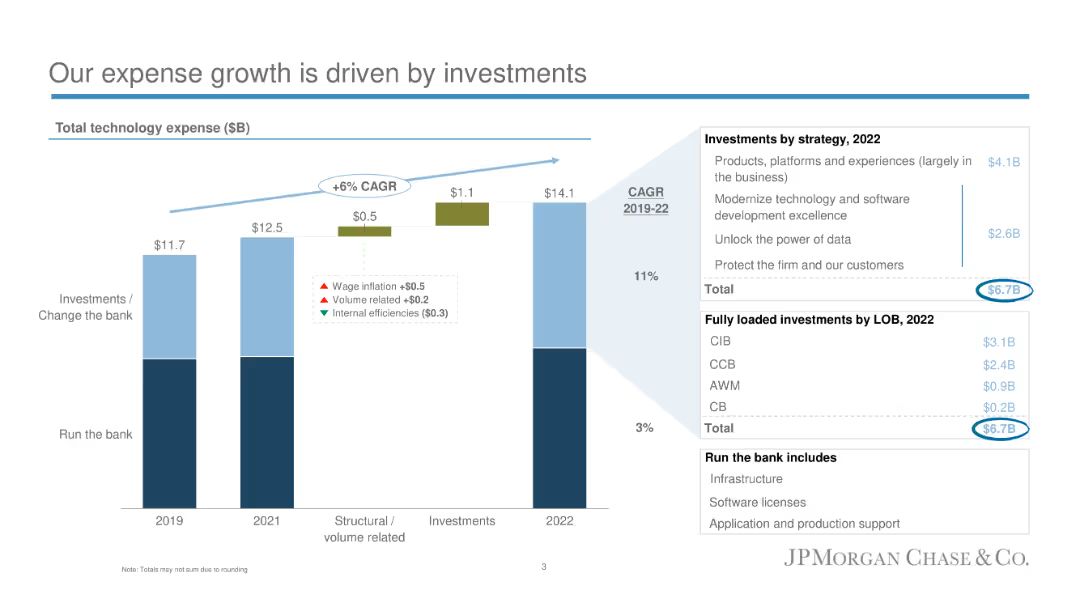 Our expense growth is driven by investments
Total technology expense ($B)
+6% CAGR
$11.7
$12.5
$0.5
$1.1
$14.1
Wage inflation +$0.5
Volume related +$0.2
Internal efficiencies ($0.3)
Investments /
Change the bank
Run the bank
2019
2021
Structural /
volume related
Investments
2022
CAGR
2019-22
11%
3%
Investments by strategy, 2022
Products, platforms and experiences (largely in
the business)
$4.1B
Modernize technology and software
development excellence
Unlock the power of data
$2.6B
Protect the firm and our customers
Total $6.7B
Fully loaded investments by LOB, 2022
CIB $3.1B
CCB $2.4B
AWM $0.9B
CB $0.2B
Total $6.7B
Run the bank includes
Infrastructure
Software licenses
Application and production support
Note: Totals may not sum due to rounding
3
JPMORGAN CHASE & CO.